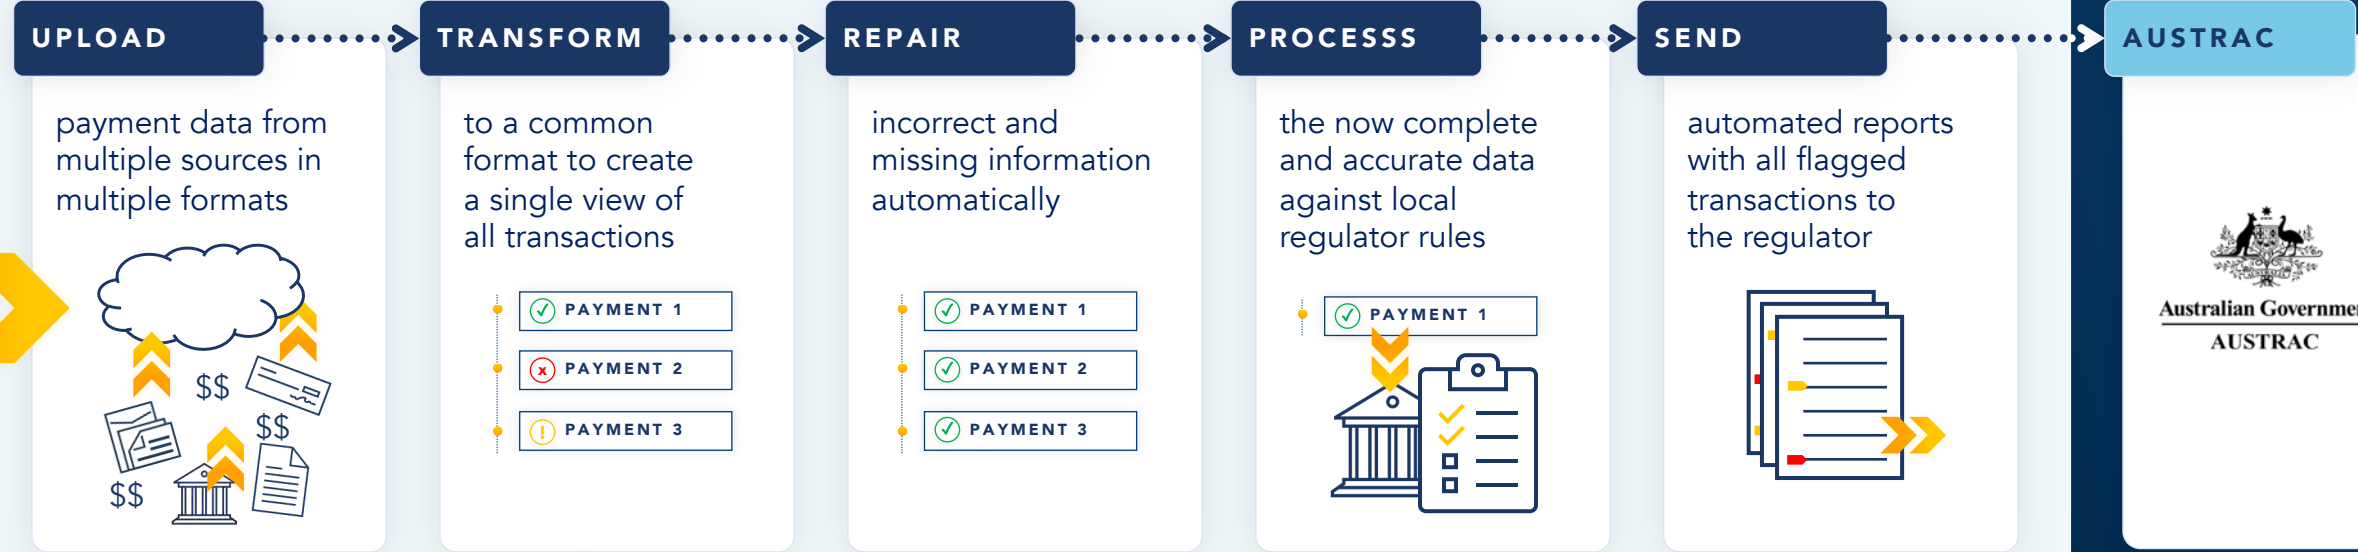 UPLOAD
payment data from
multiple sources in
multiple formats
$$
$$
$$
TRANSFORM
to a common
format to create
a single view of
all transactions
PAYMENT 1
x PAYMENT 2
! PAYMENT 3
REPAIR
incorrect and
missing information
automatically
PAYMENT 1
PAYMENT 2
PAYMENT 3
PROCESSS
the now complete
and accurate data
against local
regulator rules
PAYMENT 1
SEND
automated reports
with all flagged
transactions to
the regulator
AUSTRAC
Australian Governme
AUSTRAC